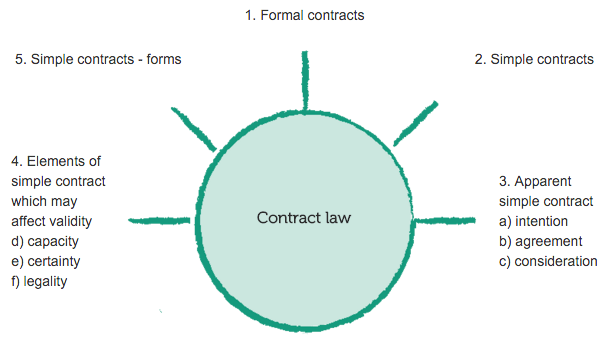 1. Formal contracts
2. Simple contracts
3. Apparent
simple contract
a) intention
b) agreement
c) consideration
4. Elements of
simple contract
which may
affect validity
d) capacity
e) certainty
f) legality
5. Simple contracts - forms
Contract law